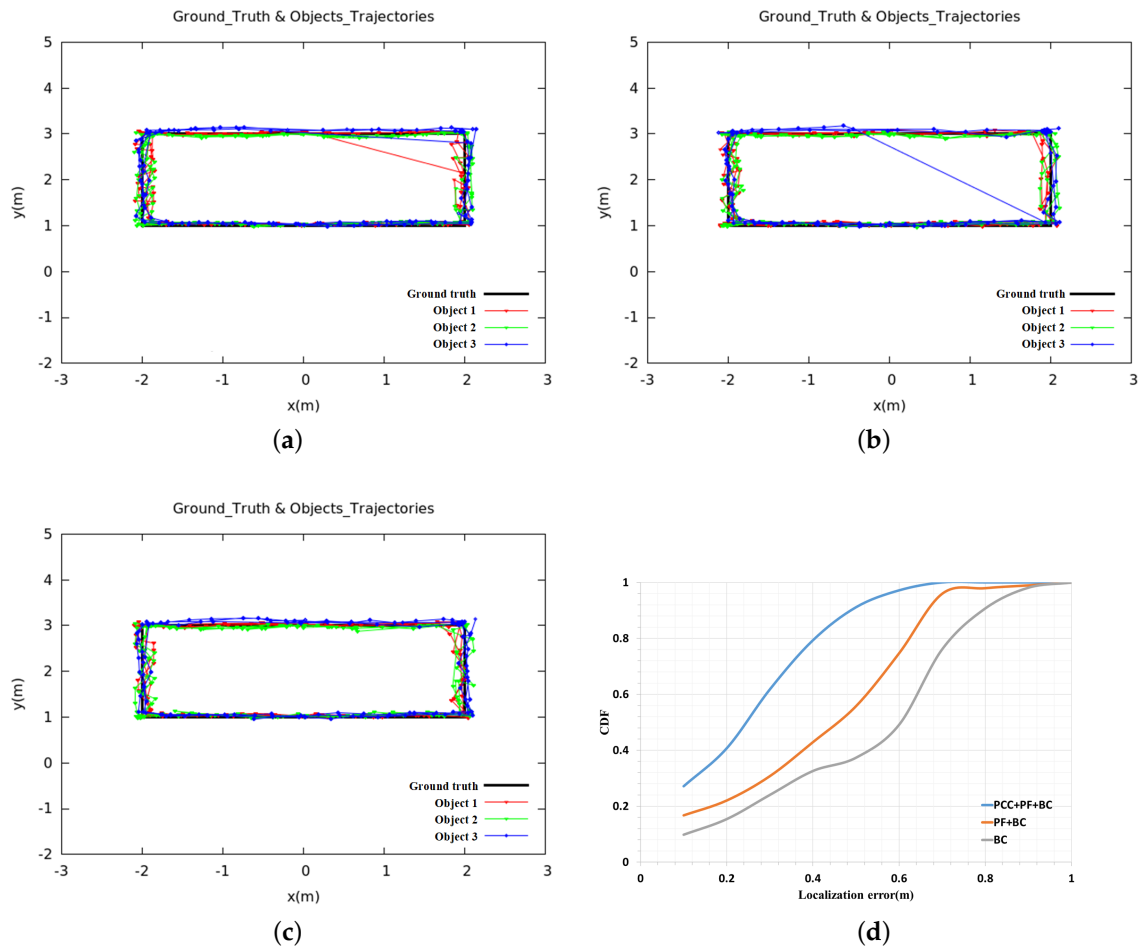 Ground_Truth & Objects_Trajectories
5
4
3
2
1
0
-1
-2
y(m)
-3 -2 -1 0 1 2 3
x(m)
Ground truth
Object 1
Object 2
Object 3
(a)
Ground_Truth & Objects_Trajectories
5
4
3
2
1
0
-1
-2
y(m)
-3 -2 -1 0 1 2 3
x(m)
Ground truth
Object 1
Object 2
Object 3
(b)
Ground_Truth & Objects_Trajectories
5
4
3
2
1
0
-1
-2
y(m)
-3 -2 -1 0 1 2 3
x(m)
Ground truth
Object 1
Object 2
Object 3
(c)
1
0.8
0.6
0.4
0.2
0
CDF
0 0.2 0.4 0.6 0.8 1
Localization error(m)
PCC+PF+BC
PF+BC
BC
(d)